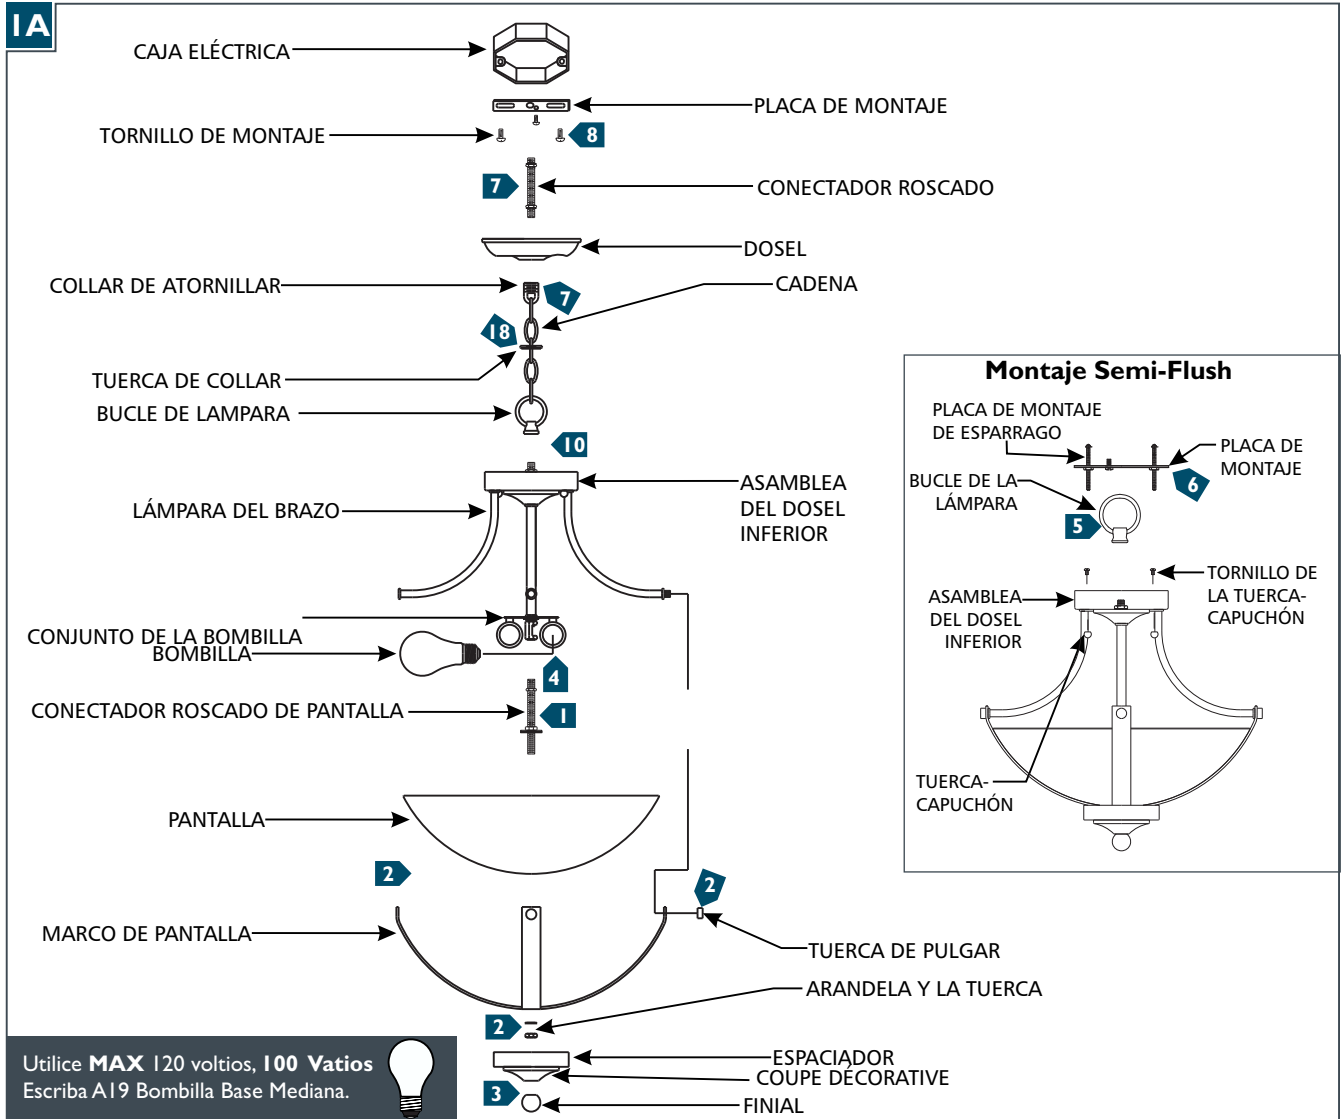 1A
CAJA ELÉCTRICA
PLACA DE MONTAJE
TORNILLO DE MONTAJE
8
7
CONECTADOR ROSCADO
DOSEL
COLLAR DE ATORNILLAR
7
CADENA
18
TUERCA DE COLLAR
BUCLE DE LAMPARA
10
LÁMPARA DEL BRAZO
ASAMBLEA
DEL DOSEL
INFERIOR
CONJUNTO DE LA BOMBILLA
BOMBILLA
4
CONECTADOR ROSCADO DE PANTALLA
1
PANTALLA
2
2
MARCO DE PANTALLA
TUERCA DE PULGAR
ARANDELA Y LA TUERCA
2
ESPACIADOR
COUPE DÉCORATIVE
3
FINIAL
Montaje Semi-Flush
PLACA DE MONTAJE
DE ESPARRAGO
PLACA DE
MONTAJE
6
BUCLE DE LA
LÁMPARA
5
TORNILLO DE
LA TUERCA-
CAPUCHÓN
ASAMBLEA
DEL DOSEL
INFERIOR
TUERCA-
CAPUCHÓN
Utilice MAX 120 voltios, 100 Vatios
Escriba A19 Bombilla Base Mediana.